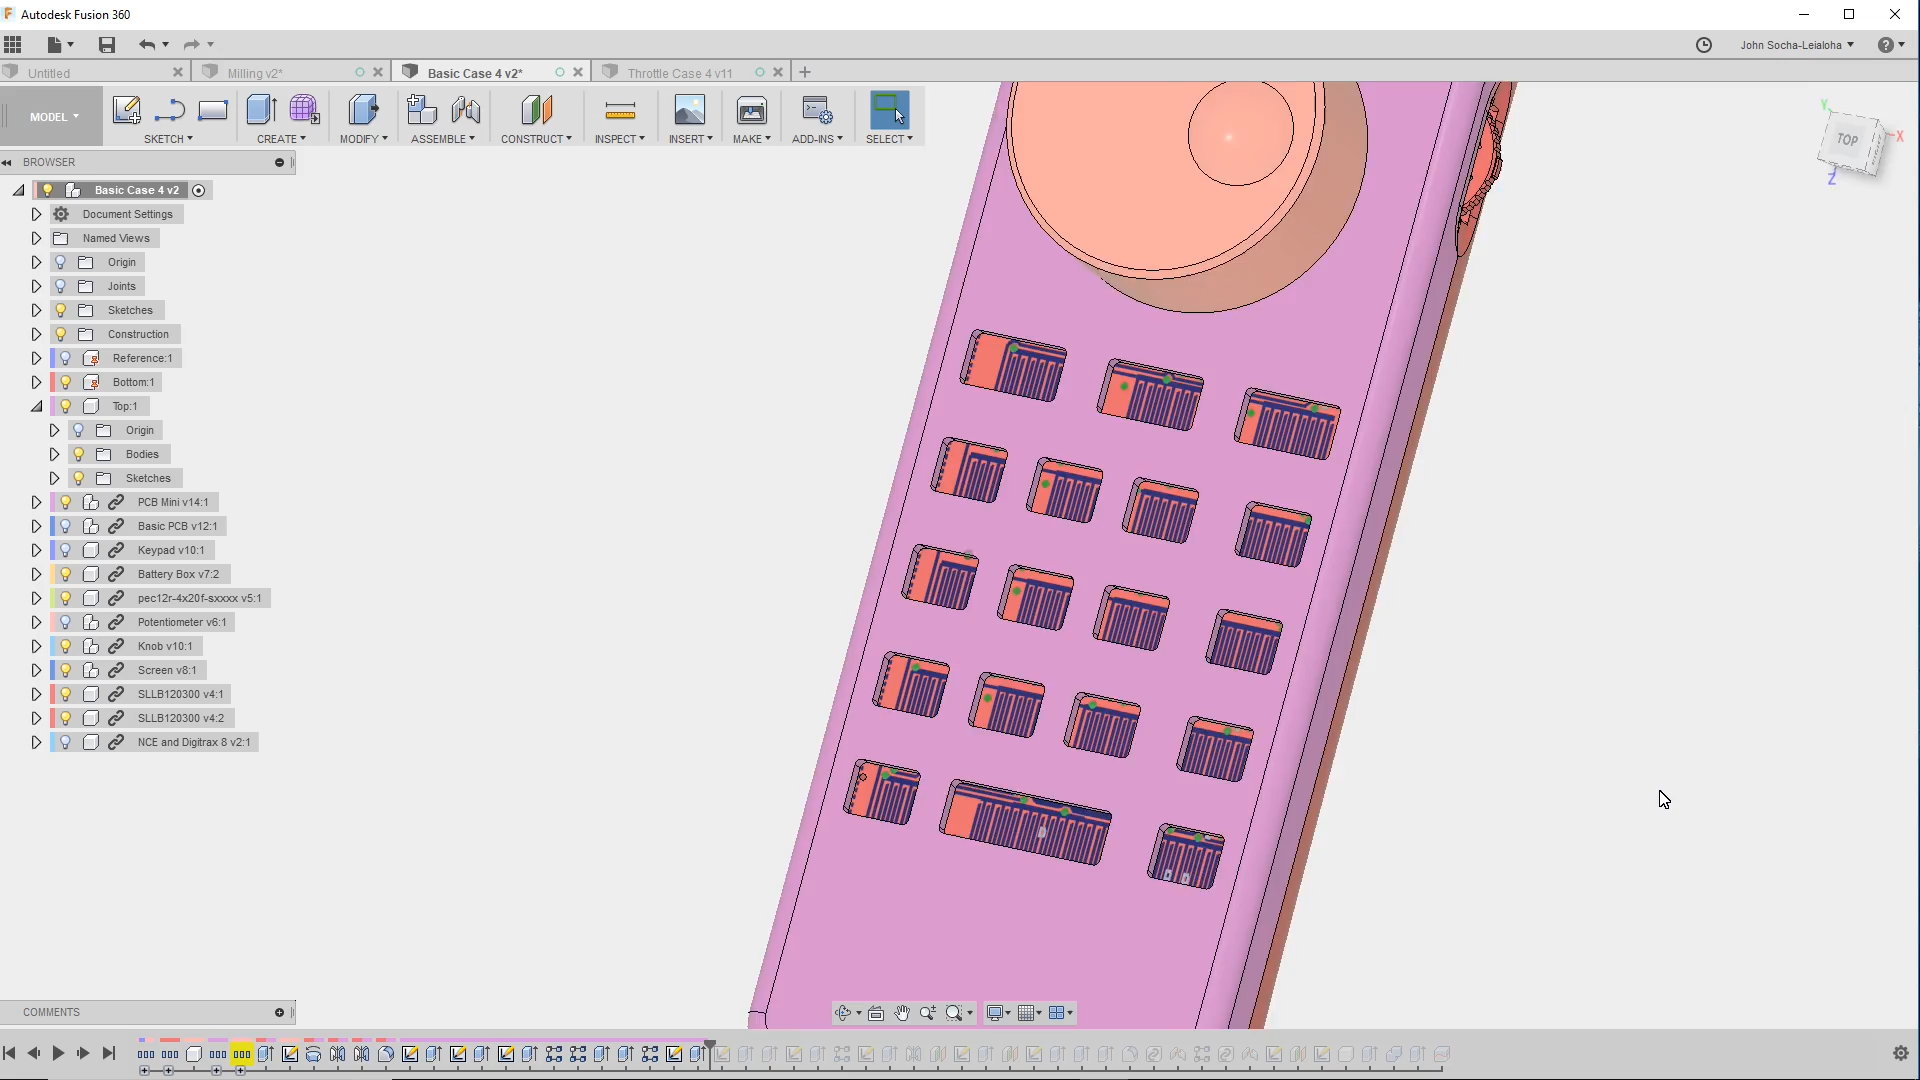 Autodesk Fusion 360
John Socha-Leialoha
Untitled
Milling v2*
Basic Case 4 v2*
Throttle Case 4 v11
MODEL
SKETCH
CREATE
MODIFY
ASSEMBLE
CONSTRUCT
INSPECT
INSERT
MAKE
ADD-INS
SELECT
Y
TOP
X
Z
BROWSER
Basic Case 4 v2
Document Settings
Named Views
Origin
Joints
Sketches
Construction
Reference:1
Bottom:1
Top:1
Origin
Bodies
Sketches
PCB Mini v14:1
Basic PCB v12:1
Keypad v10:1
Battery Box v7:2
pec12r-4x20f-sxxxx v5:1
Potentiometer v6:1
Knob v10:1
Screen v8:1
SLLB120300 v4:1
SLLB120300 v4:2
NCE and Digitrax 8 v2:1
COMMENTS